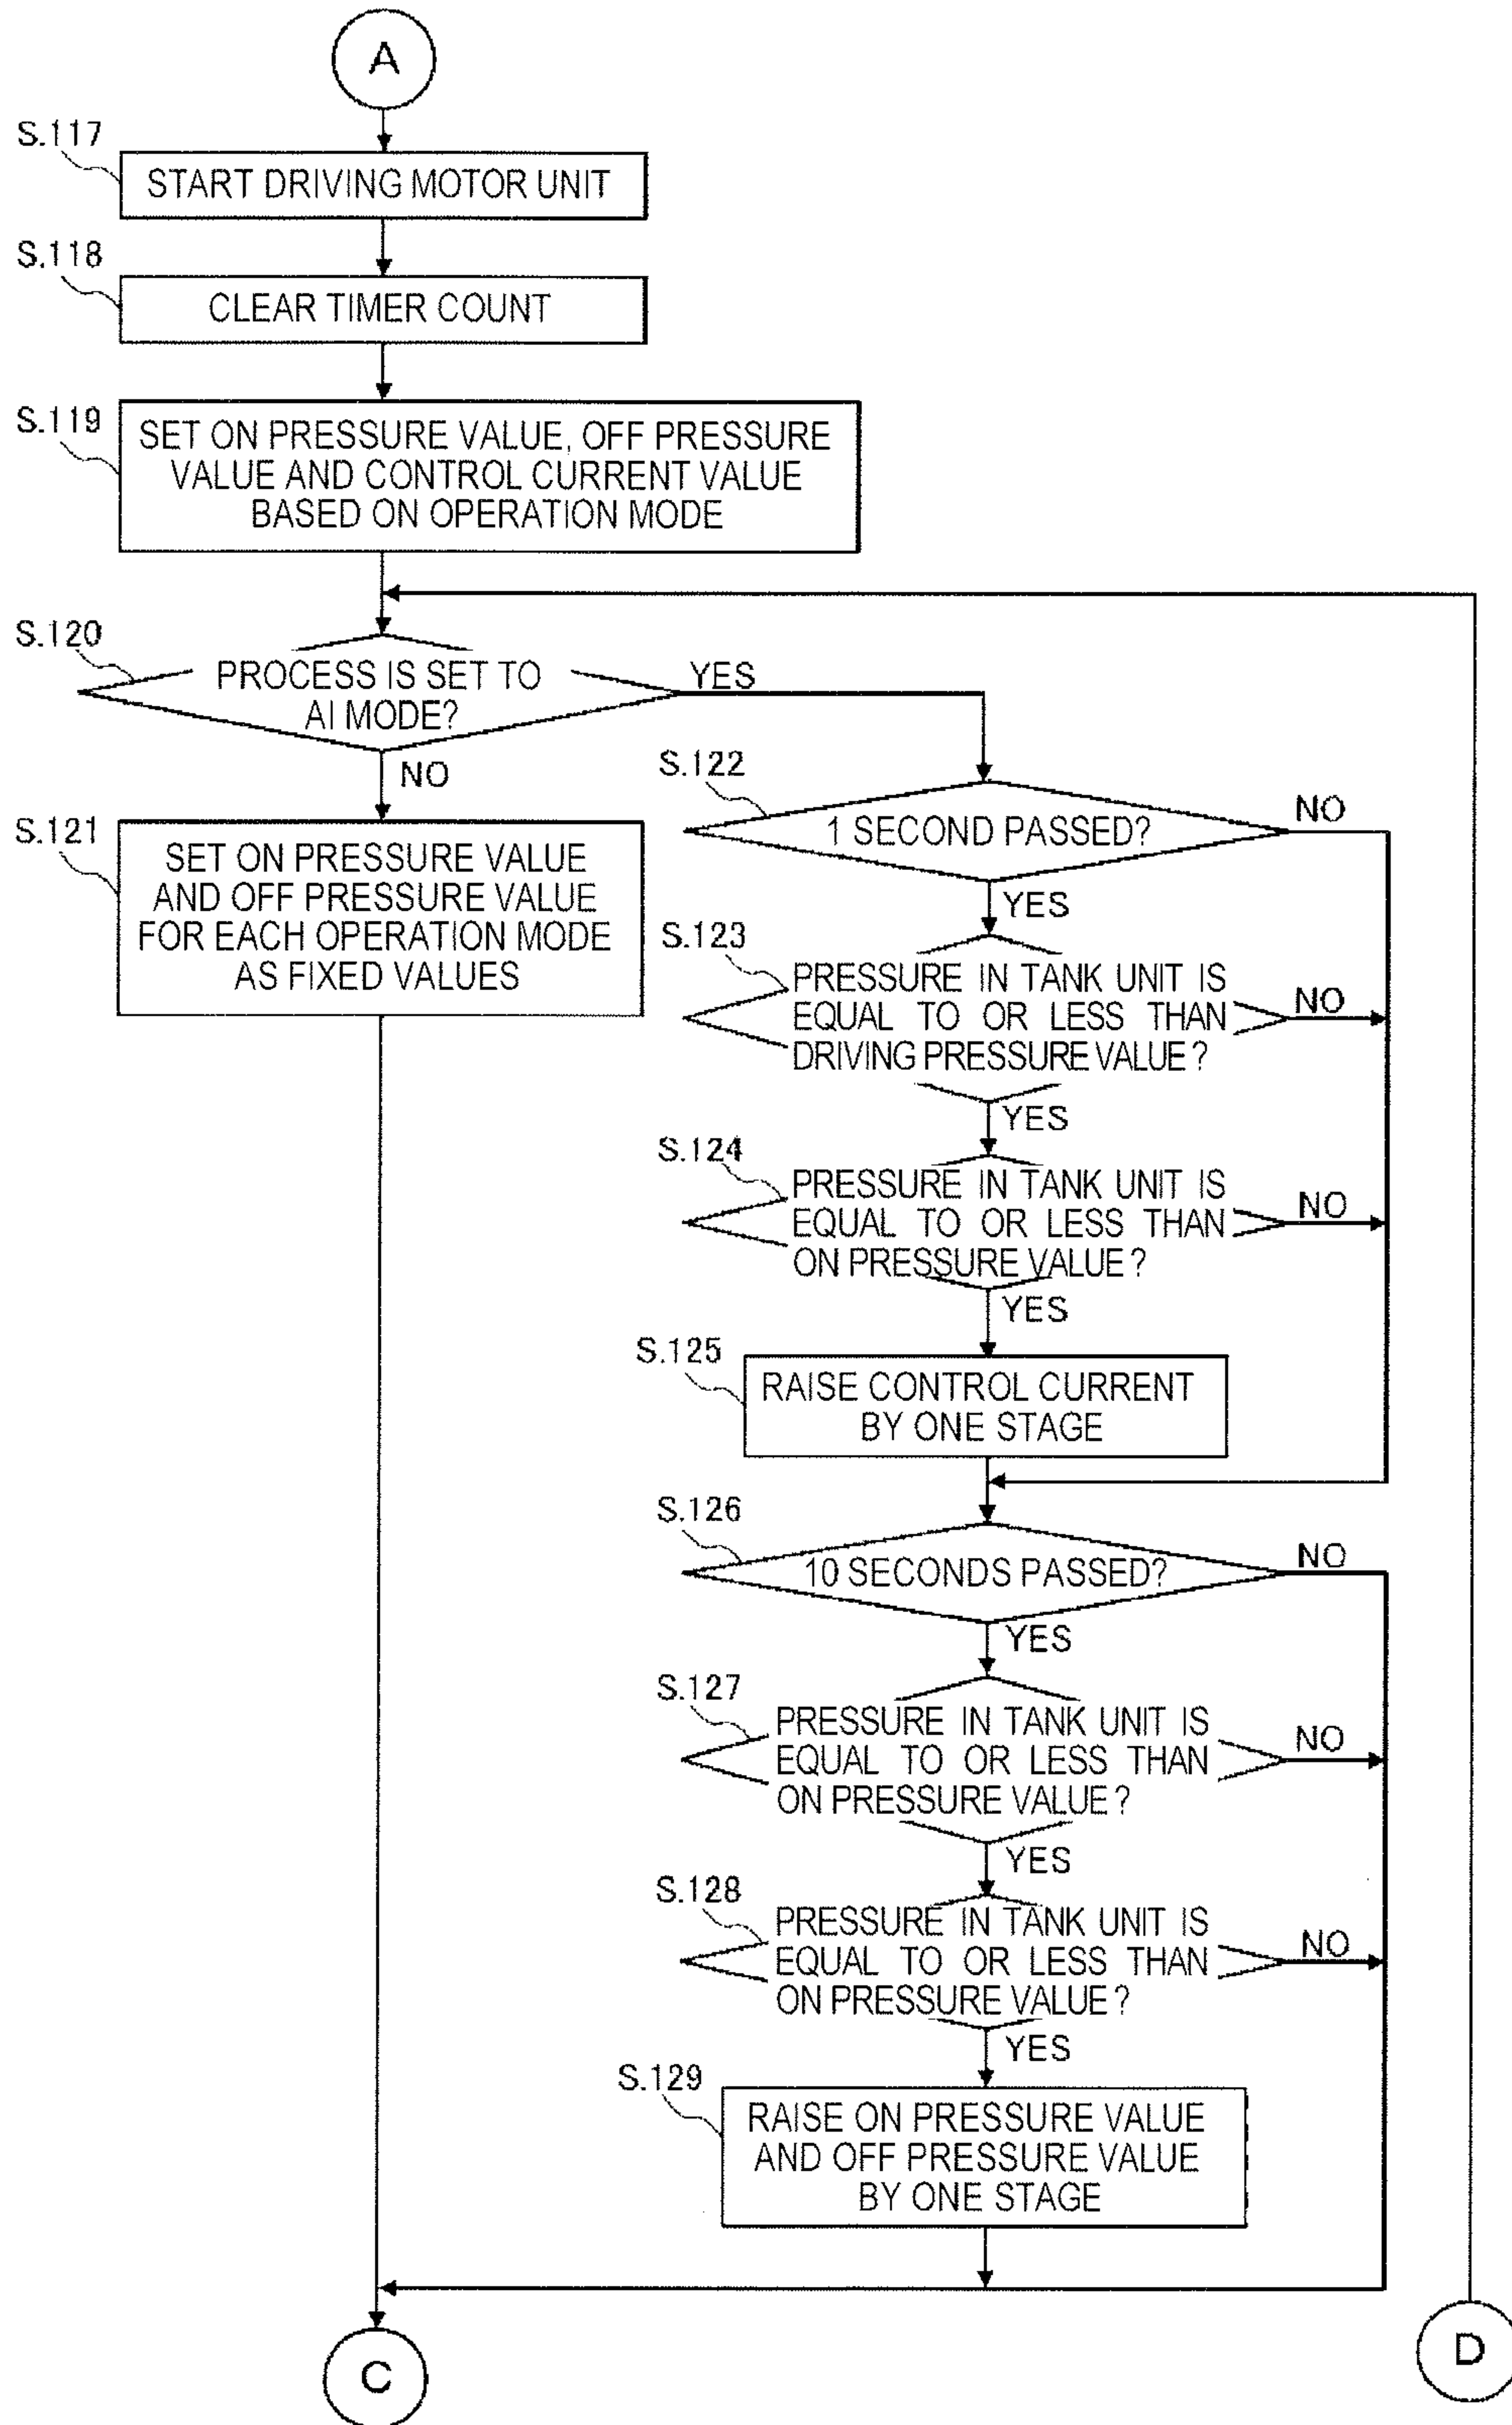 A
S.117
START DRIVING MOTOR UNIT
S.118
CLEAR TIMER COUNT
S.119
SET ON PRESSURE VALUE, OFF PRESSURE
VALUE AND CONTROL CURRENT VALUE
BASED ON OPERATION MODE
S.120
PROCESS IS SET TO
AI MODE?
YES
NO
S.121
SET ON PRESSURE VALUE
AND OFF PRESSURE VALUE
FOR EACH OPERATION MODE
AS FIXED VALUES
S.122
1 SECOND PASSED?
NO
YES
S.123
PRESSURE IN TANK UNIT IS
EQUAL TO OR LESS THAN
DRIVING PRESSURE VALUE?
NO
YES
S.124
PRESSURE IN TANK UNIT IS
EQUAL TO OR LESS THAN
ON PRESSURE VALUE?
NO
YES
S.125
RAISE CONTROL CURRENT
BY ONE STAGE
S.126
10 SECONDS PASSED?
NO
YES
S.127
PRESSURE IN TANK UNIT IS
EQUAL TO OR LESS THAN
ON PRESSURE VALUE?
NO
YES
S.128
PRESSURE IN TANK UNIT IS
EQUAL TO OR LESS THAN
ON PRESSURE VALUE?
NO
YES
S.129
RAISE ON PRESSURE VALUE
AND OFF PRESSURE VALUE
BY ONE STAGE
C
D